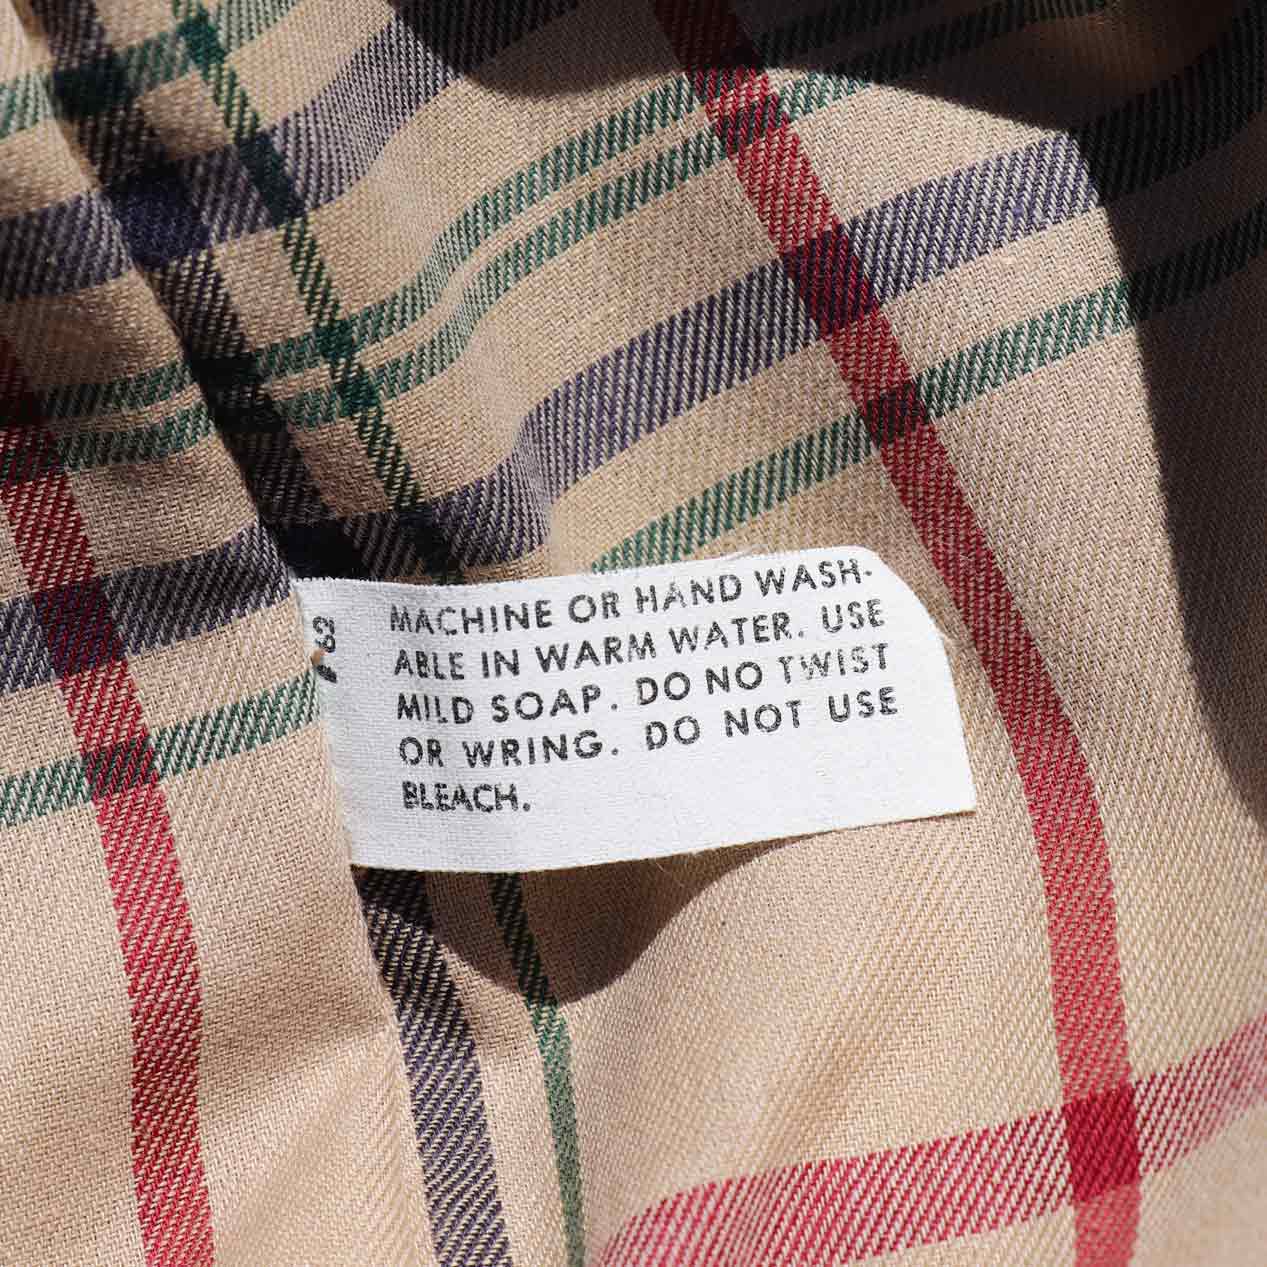 MACHINE OR HAND WASH-
ABLE IN WARM WATER. USE
MILD SOAP. DO NO TWIST
OR WRING. DO NOT USE
BLEACH.